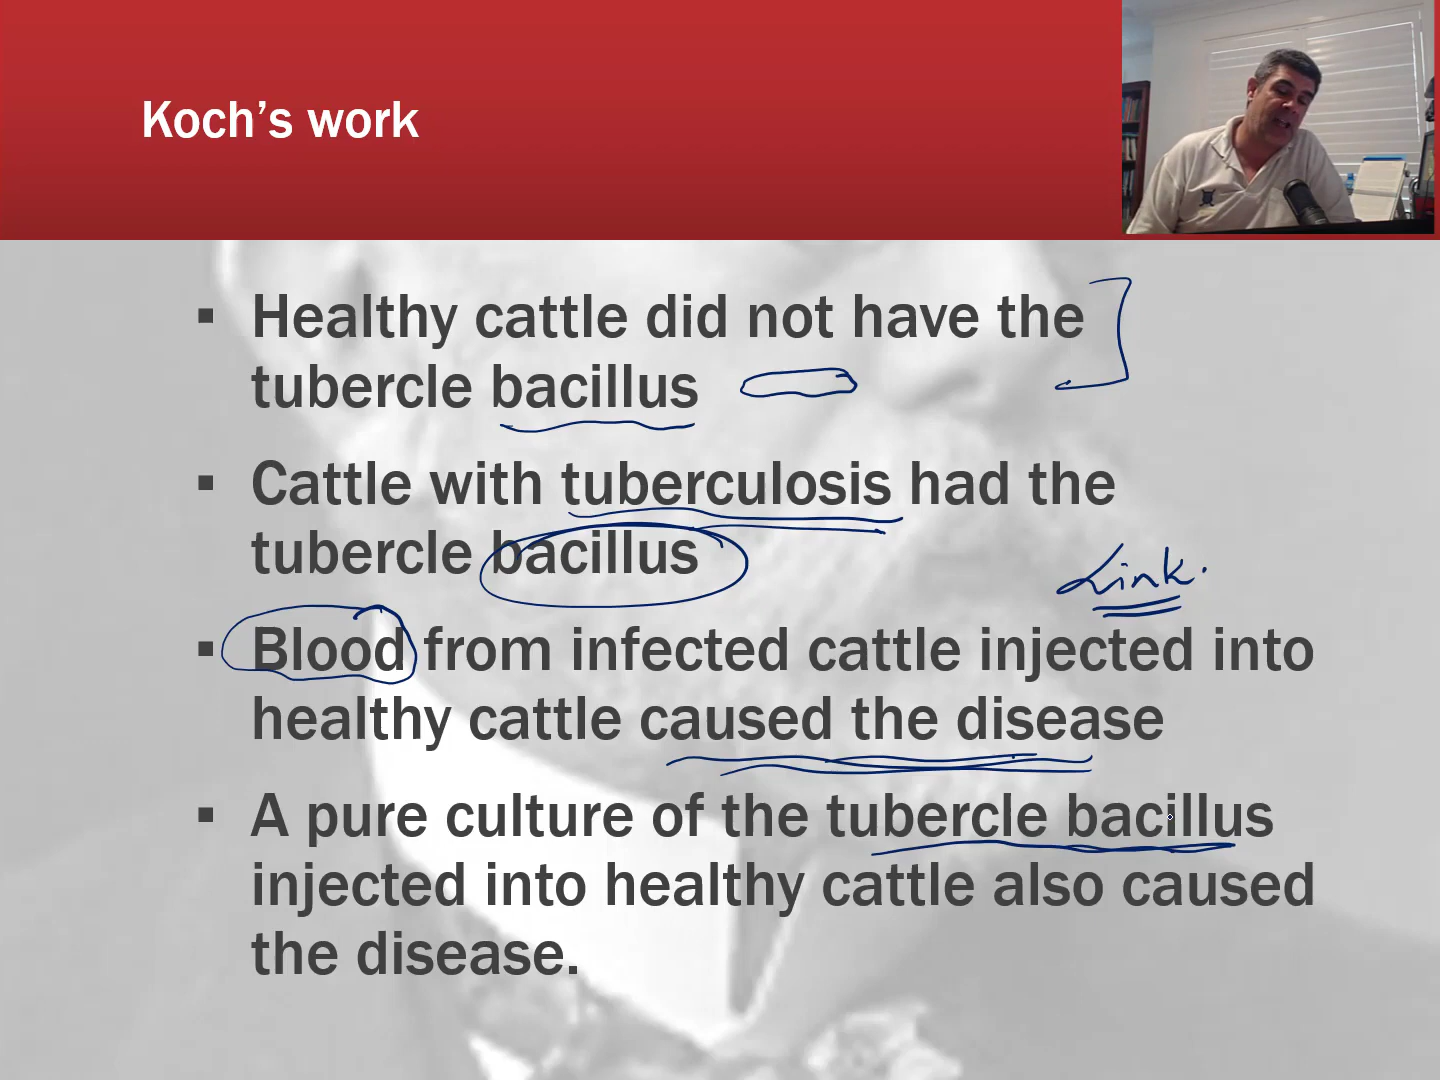 Koch's work
▪ Healthy cattle did not have the
tubercle bacillus
▪ Cattle with tuberculosis had the
tubercle bacillus
Link.
▪ Blood from infected cattle injected into
healthy cattle caused the disease
▪ A pure culture of the tubercle bacillus
injected into healthy cattle also caused
the disease.